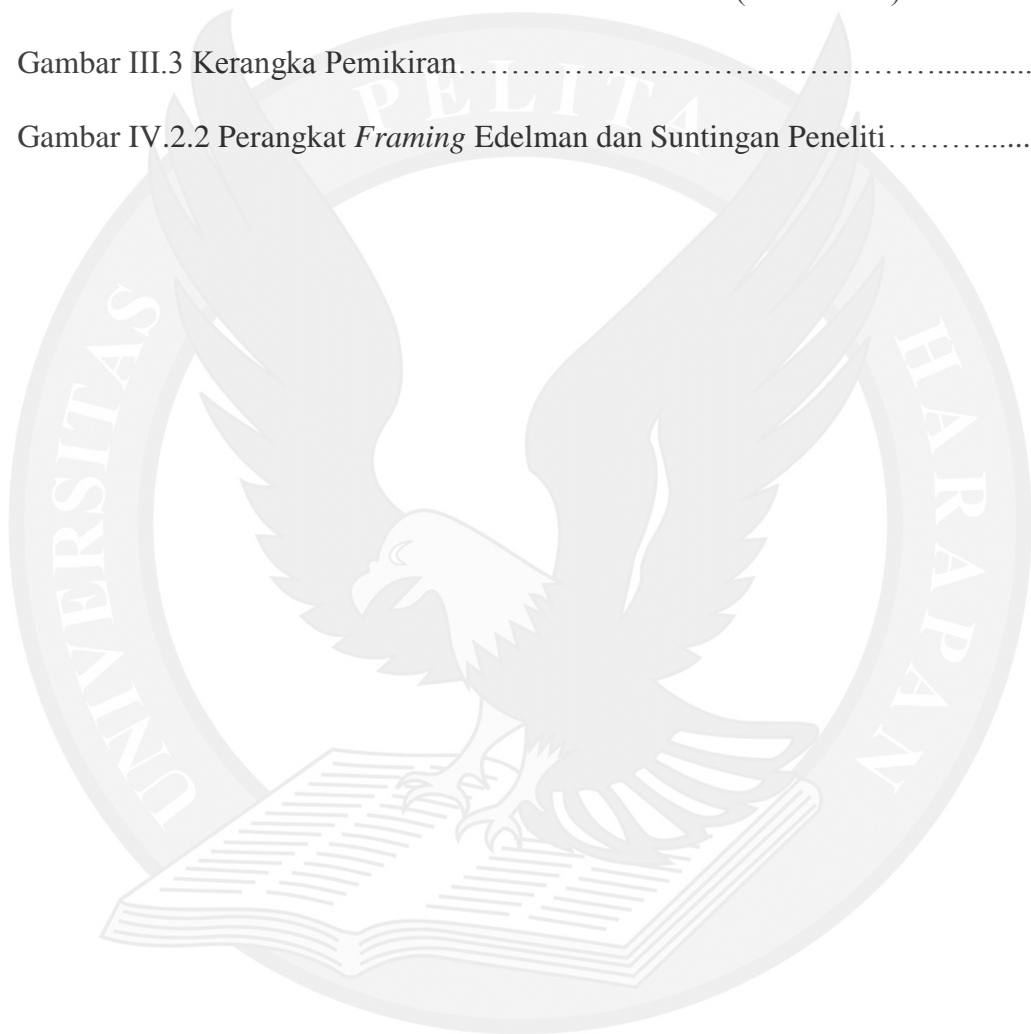 Gambar III.3 Kerangka Pemikiran…………………………………………............
Gambar IV.2.2 Perangkat Framing Edelman dan Suntingan Peneliti………......
UNIVERSITAS PELITA HARAPAN